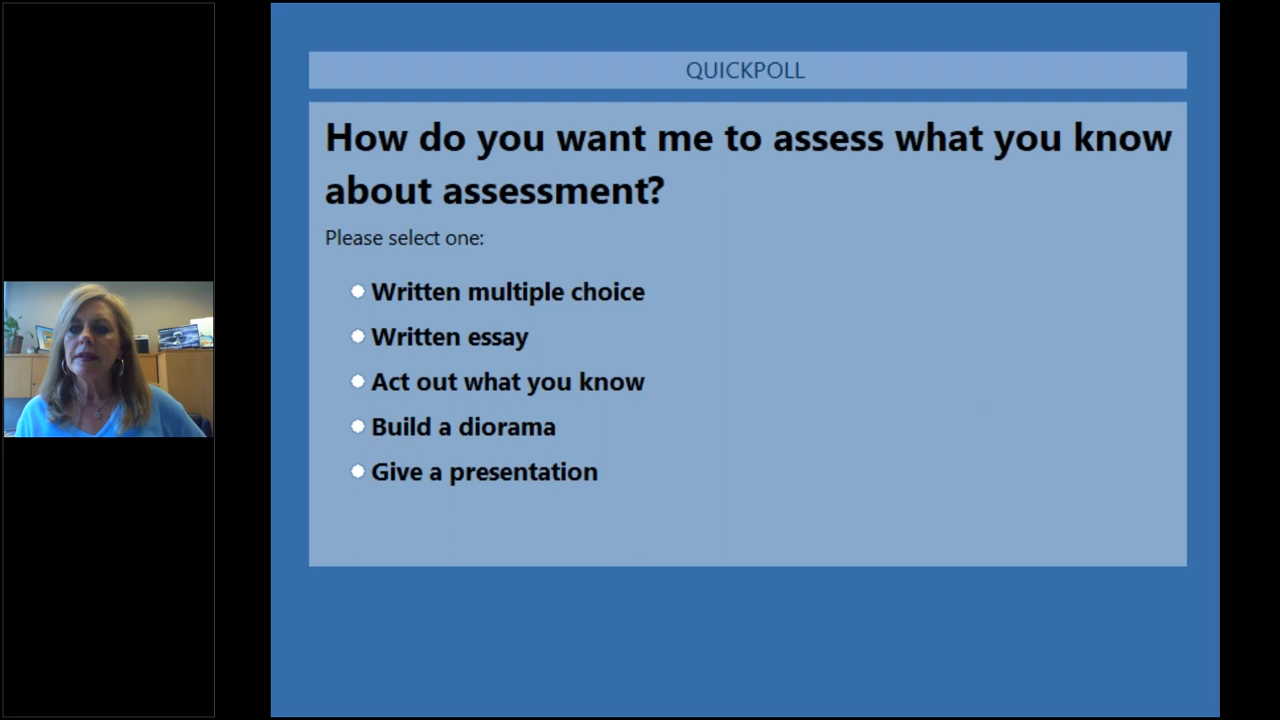 QUICKPOLL
How do you want me to assess what you know
about assessment?
Please select one:
Written multiple choice
Written essay
Act out what you know
Build a diorama
Give a presentation